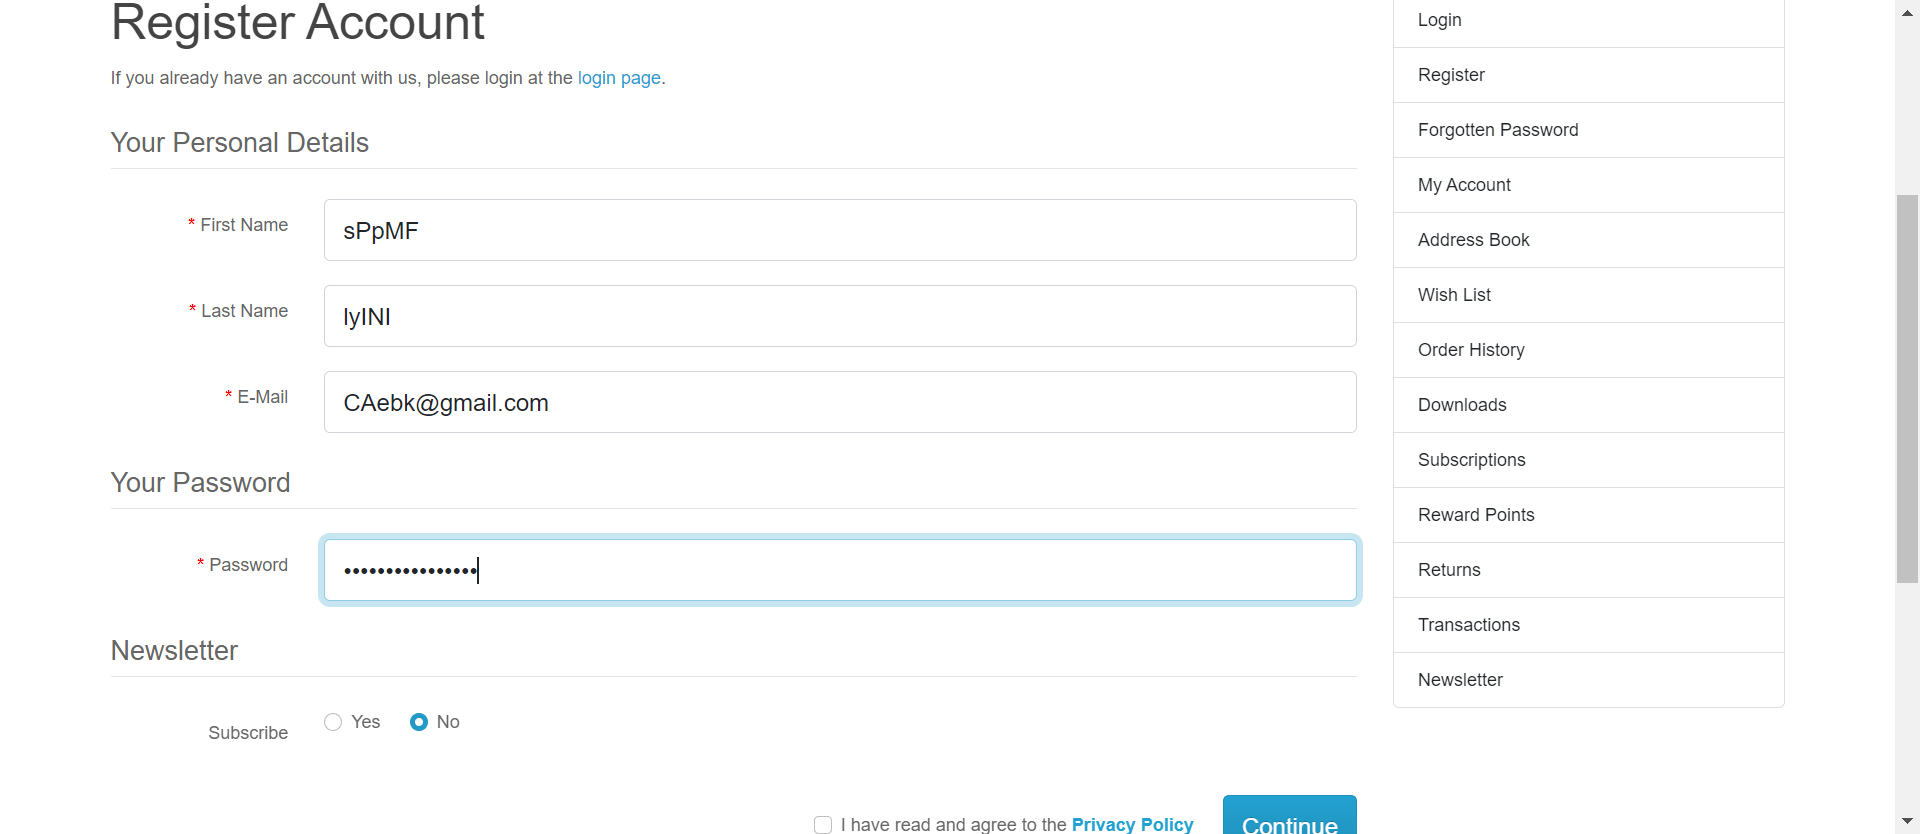 Register Account
If you already have an account with us, please login at the login page.
Your Personal Details
* First Name
sPpMF
* Last Name
lyINI
* E-Mail
CAebk@gmail.com
Your Password
* Password
••••••••••••••••
Newsletter
Subscribe
Yes
No
I have read and agree to the Privacy Policy
Continue
Login
Register
Forgotten Password
My Account
Address Book
Wish List
Order History
Downloads
Subscriptions
Reward Points
Returns
Transactions
Newsletter